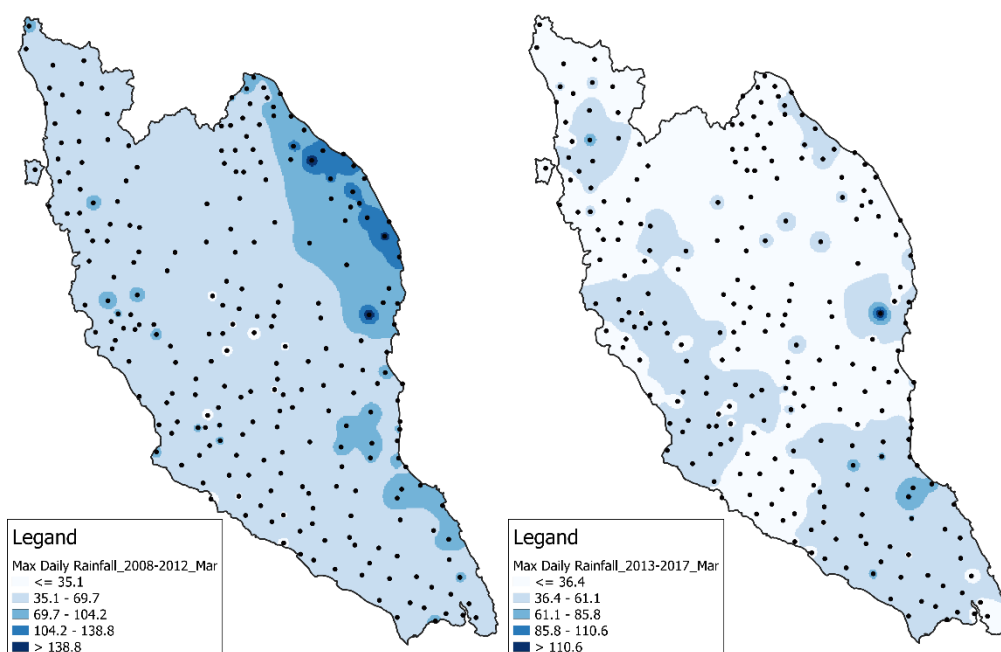 Legand
Max Daily Rainfall_2008-2012_Mar
<= 35.1
35.1 - 69.7
69.7 - 104.2
104.2 - 138.8
> 138.8
Legand
Max Daily Rainfall_2013-2017_Mar
<= 36.4
36.4 - 61.1
61.1 - 85.8
85.8 - 110.6
> 110.6